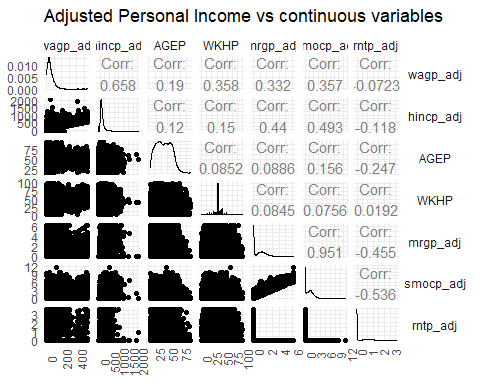 Adjusted Personal Income vs continuous variables
wagp_ad hincp_adj AGEP WKHP mrgp_adj mocp_ad rntp_adj
0.010 0.005 0.000 Corr: 0.658 Corr: 0.19 Corr: 0.358 Corr: 0.332 Corr: 0.357 Corr: -0.0723 wagp_adj
2000 1500 1000 500 0 Corr: 0.12 Corr: 0.15 Corr: 0.44 Corr: 0.493 Corr: -0.118 hincp_adj
75 50 25 Corr: 0.0852 Corr: 0.0886 Corr: 0.156 Corr: -0.247 AGEP
100 75 50 25 0 Corr: 0.0845 Corr: 0.0756 Corr: 0.0192 WKHP
6 4 2 0 Corr: 0.951 Corr: -0.455 mrgp_adj
12 9 6 3 0 Corr: -0.536 smocp_adj
3 2 1 0 rntp_adj
0 200 400 0 500 1000 1500 2000 25 50 75 0 25 50 75 100 0 2 4 6 0 3 6 9 12 0 1 2 3